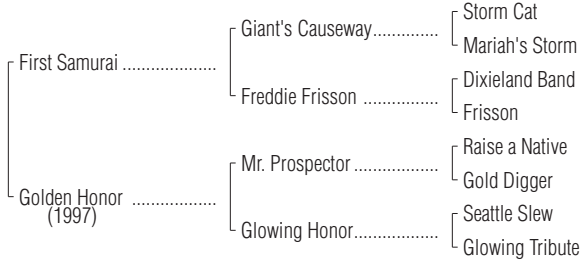 Storm Cat
Giant's Causeway...............
Mariah's Storm
First Samurai .....................
Dixieland Band
Freddie Frisson .................
Frisson
Raise a Native
Mr. Prospector ...................
Gold Digger
Golden Honor ...................
(1997)
Seattle Slew
Glowing Honor...................
Glowing Tribute